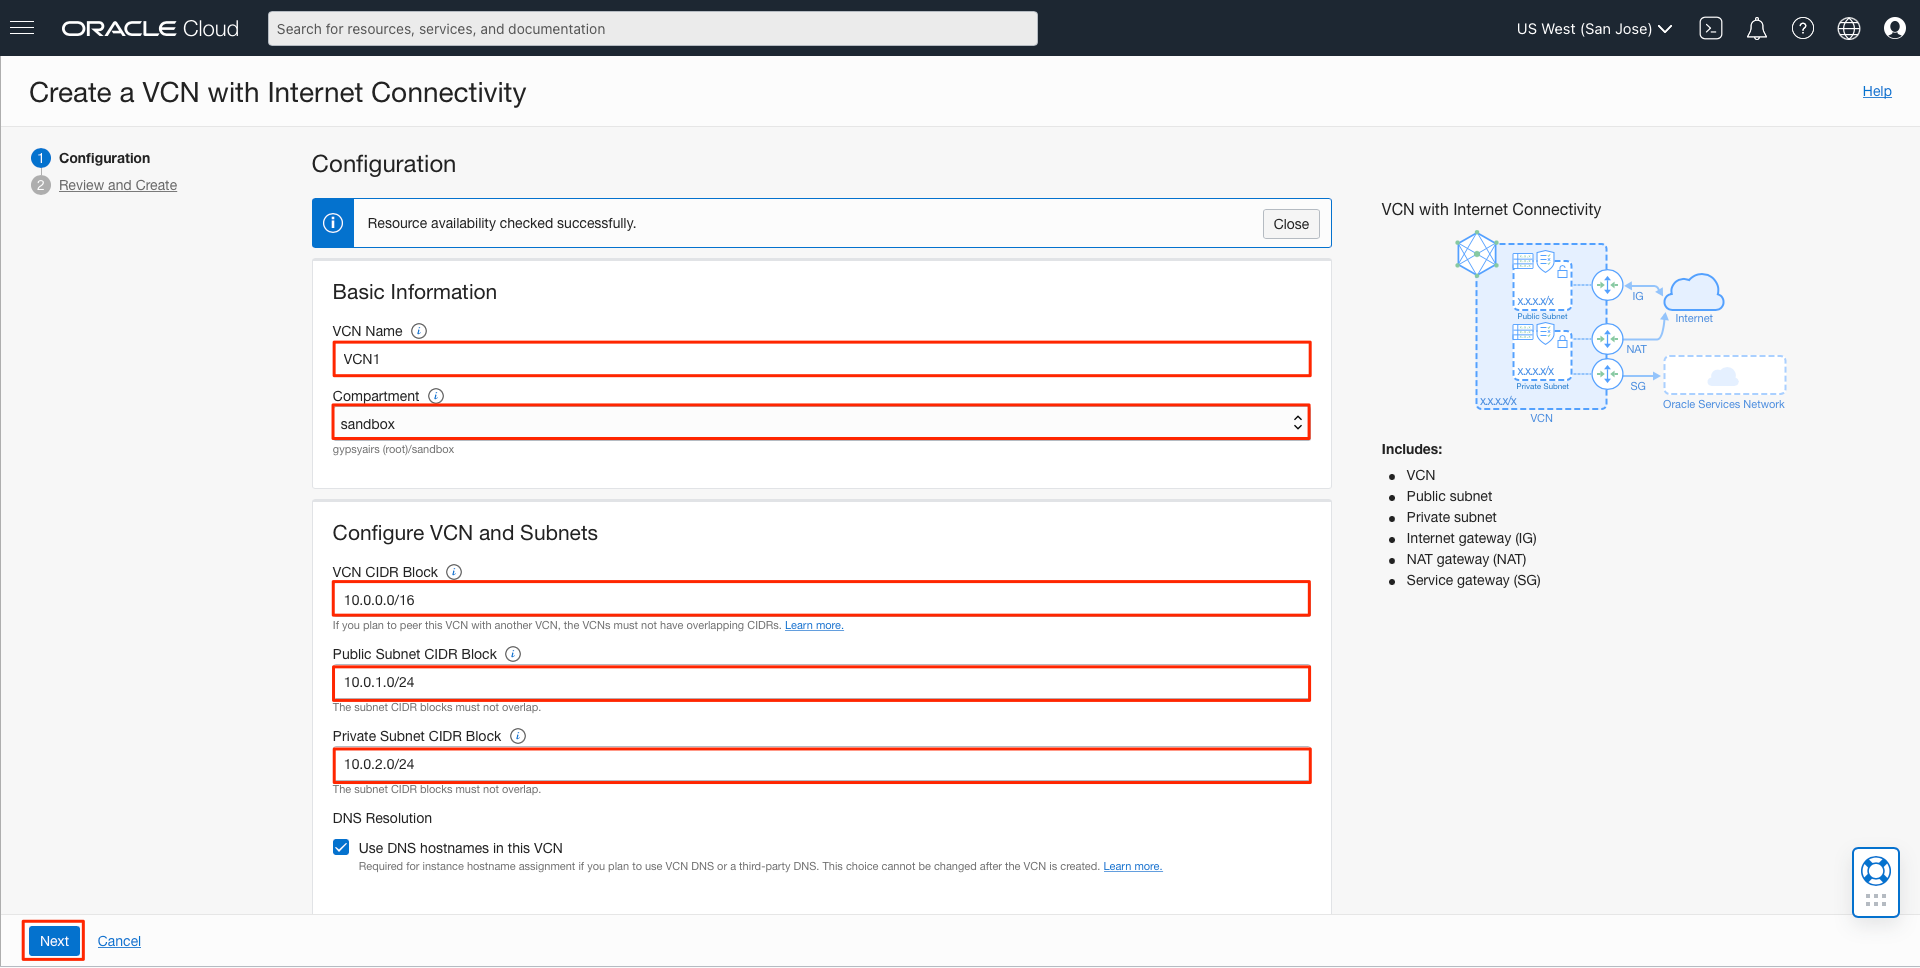 ORACLE Cloud
Search for resources, services, and documentation
US West (San Jose)
Create a VCN with Internet Connectivity
Help
1 Configuration
2 Review and Create
Configuration
Resource availability checked successfully.
Close
Basic Information
VCN Name
VCN1
Compartment
sandbox
gypsyairs (root)/sandbox
Configure VCN and Subnets
VCN CIDR Block
10.0.0.0/16
If you plan to peer this VCN with another VCN, the VCNs must not have overlapping CIDRs. Learn more.
Public Subnet CIDR Block
10.0.1.0/24
The subnet CIDR blocks must not overlap.
Private Subnet CIDR Block
10.0.2.0/24
The subnet CIDR blocks must not overlap.
DNS Resolution
Use DNS hostnames in this VCN
Required for instance hostname assignment if you plan to use VCN DNS or a third-party DNS. This choice cannot be changed after the VCN is created. Learn more.
VCN with Internet Connectivity
X.X.X.X/X
Public Subnet
IG
Internet
X.X.X.X/X
Private Subnet
NAT
SG
Oracle Services Network
X.X.X.X/X
VCN
Includes:
• VCN
• Public subnet
• Private subnet
• Internet gateway (IG)
• NAT gateway (NAT)
• Service gateway (SG)
Next
Cancel